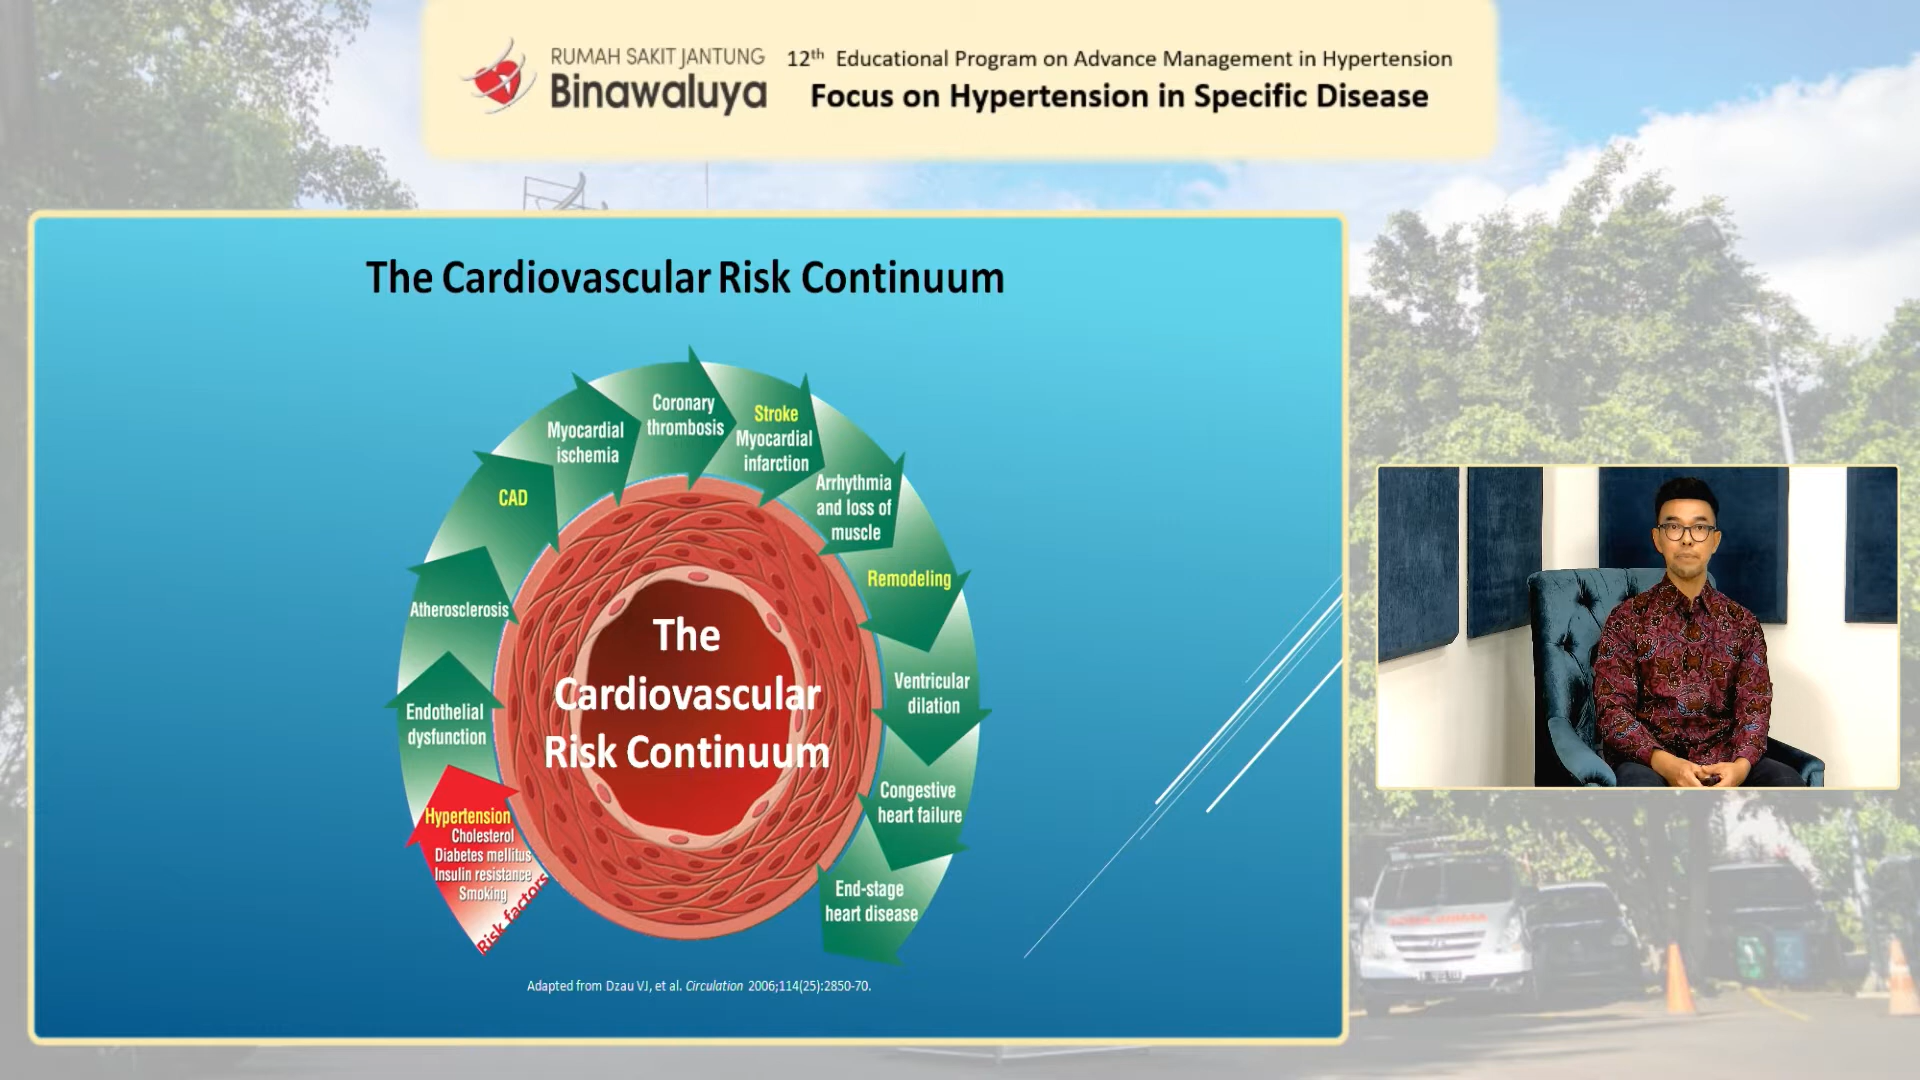 RUMAH SAKIT JANTUNG
Binawaluya
12th Educational Program on Advance Management in Hypertension
Focus on Hypertension in Specific Disease
The Cardiovascular Risk Continuum
Coronary
thrombosis
Stroke
Myocardial
infarction
Myocardial
ischemia
Arrhythmia
and loss of
muscle
CAD
Remodeling
Atherosclerosis
The
Cardiovascular
Risk Continuum
Ventricular
dilation
Endothelial
dysfunction
Congestive
heart failure
Hypertension
Cholesterol
Diabetes mellitus
Insulin resistance
Smoking
Risk factors
End-stage
heart disease
Adapted from Dzau VJ, et al. Circulation 2006;114(25):2850-70.